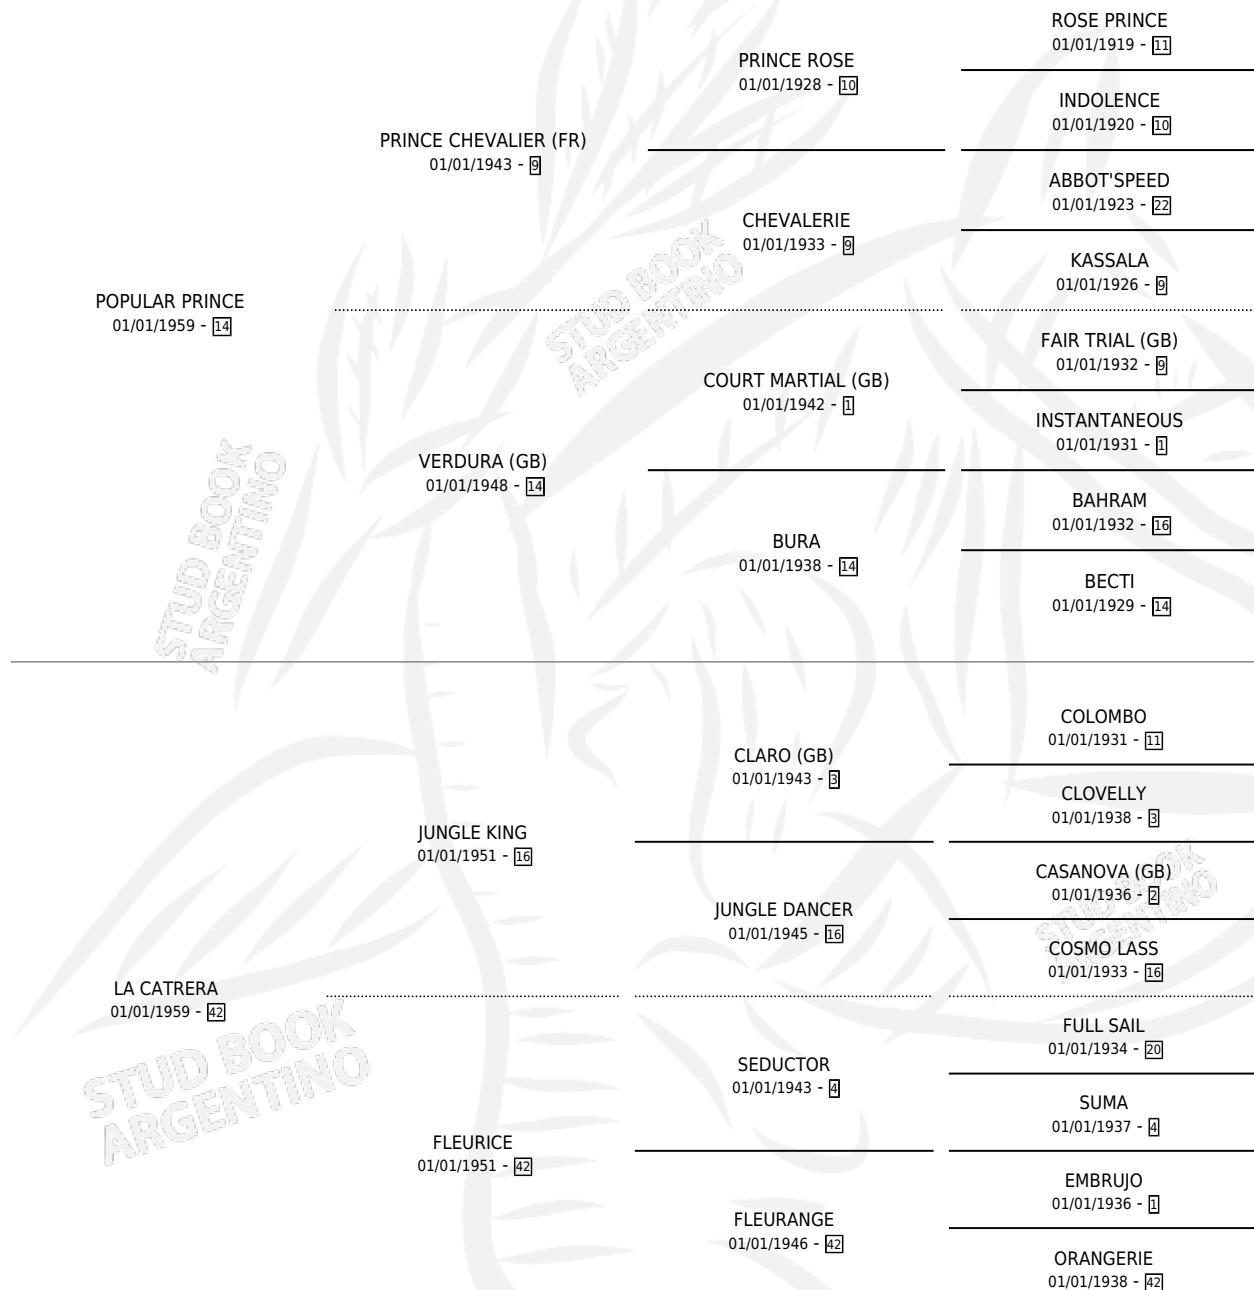 ROSE PRINCE
01/01/1919 - 11
PRINCE ROSE
01/01/1928 - 10
INDOLENCE
01/01/1920 - 10
PRINCE CHEVALIER (FR)
01/01/1943 - 9
ABBOT'SPEED
01/01/1923 - 22
CHEVALERIE
01/01/1933 - 9
KASSALA
01/01/1926 - 9
POPULAR PRINCE
01/01/1959 - 14
STUD BOOK
ARGENTINO
FAIR TRIAL (GB)
01/01/1932 - 9
COURT MARTIAL (GB)
01/01/1942 - 1
INSTANTANEOUS
01/01/1931 - 1
VERDURA (GB)
01/01/1948 - 14
BAHRAM
01/01/1932 - 16
BURA
01/01/1938 - 14
BECTI
01/01/1929 - 14
STUD BOOK
ARGENTINO
COLOMBO
01/01/1931 - 11
CLARO (GB)
01/01/1943 - 3
CLOVELLY
01/01/1938 - 3
JUNGLE KING
01/01/1951 - 16
CASANOVA (GB)
01/01/1936 - 2
JUNGLE DANCER
01/01/1945 - 16
STUD BOOK
ARGENTINO
COSMO LASS
01/01/1933 - 16
LA CATRERA
01/01/1959 - 42
FULL SAIL
01/01/1934 - 20
SEDUCTOR
01/01/1943 - 4
STUD BOOK
ARGENTINO
SUMA
01/01/1937 - 4
FLEURICE
01/01/1951 - 42
EMBRUJO
01/01/1936 - 1
FLEURANGE
01/01/1946 - 42
ORANGERIE
01/01/1938 - 42